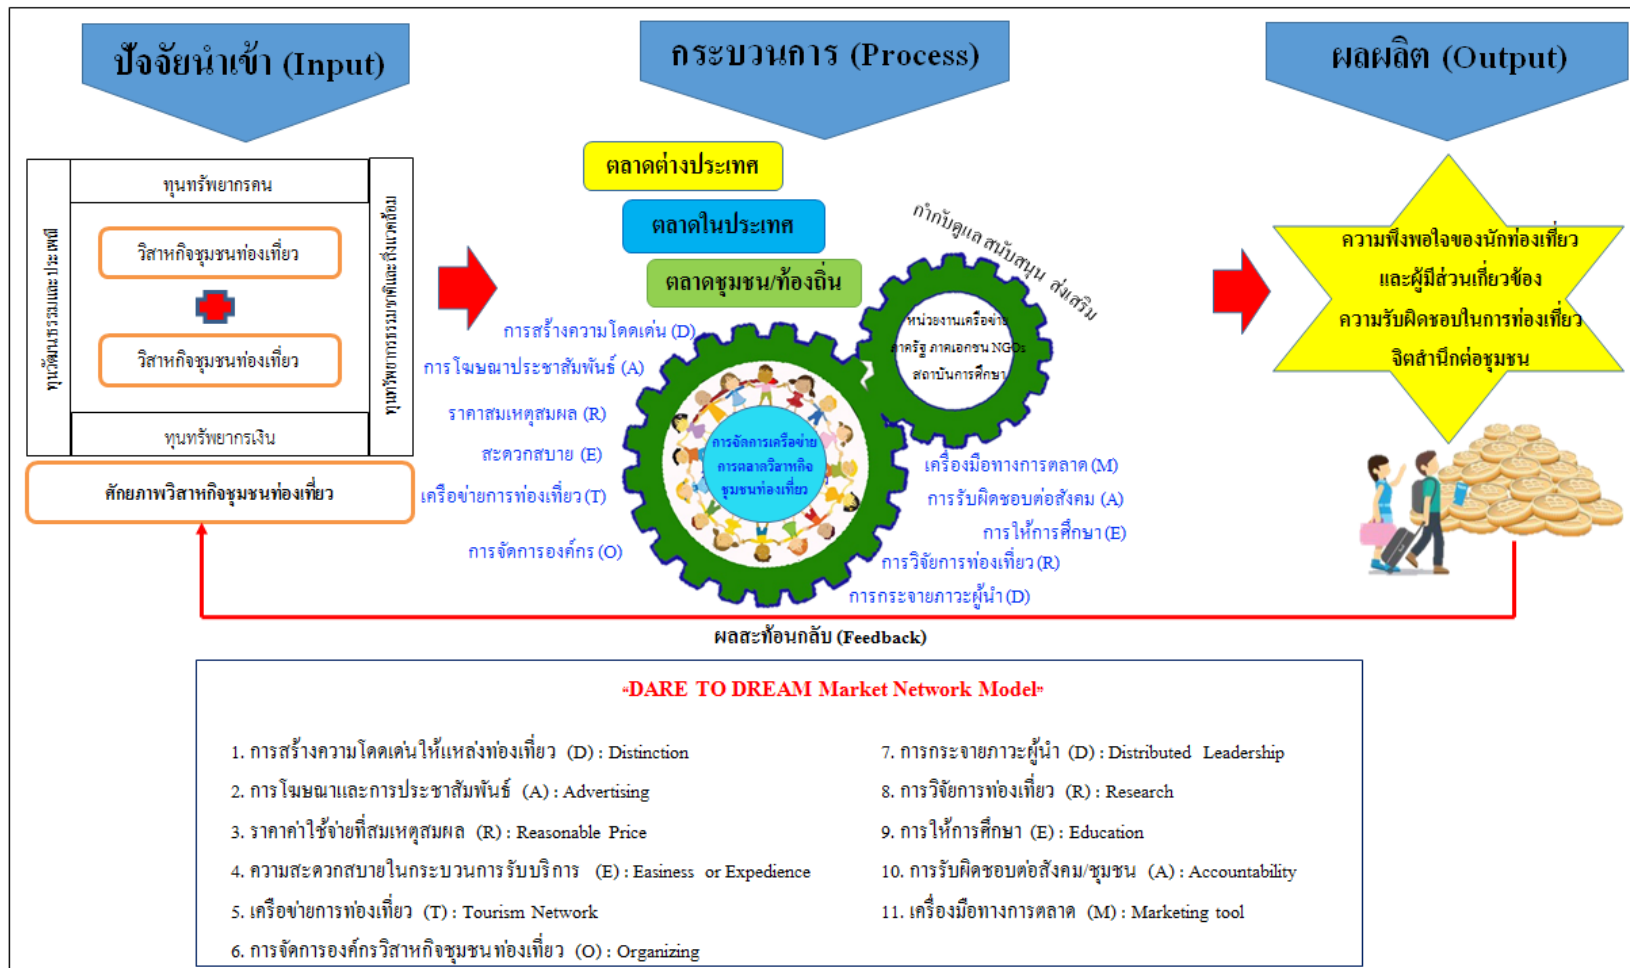 ปัจจัยนำเข้า (Input)
กระบวนการ (Process)
ผลผลิต (Output)
ทุนวัฒนธรรมและประเพณี
ทุนทรัพยากรคน
วิสาหกิจชุมชนท่องเที่ยว
วิสาหกิจชุมชนท่องเที่ยว
ทุนทรัพยากรเงิน
ทุนทรัพยากรธรรมชาติและสิ่งแวดล้อม
ศักยภาพวิสาหกิจชุมชนท่องเที่ยว
ตลาดต่างประเทศ
ตลาดในประเทศ
ตลาดชุมชน/ท้องถิ่น
กำกับดูแล สนับสนุน ส่งเสริม
หน่วยงานเครือข่าย
ภาครัฐ ภาคเอกชน NGOs
สถาบันการศึกษา
การสร้างความโดดเด่น (D)
การโฆษณาประชาสัมพันธ์ (A)
ราคาสมเหตุสมผล (R)
สะดวกสบาย (E)
เครือข่ายการท่องเที่ยว (T)
การจัดการองค์กร (O)
การจัดการเครือข่าย
การตลาดวิสาหกิจ
ชุมชนท่องเที่ยว
เครื่องมือทางการตลาด (M)
การรับผิดชอบต่อสังคม (A)
การให้การศึกษา (E)
การวิจัยการท่องเที่ยว (R)
การกระจายภาวะผู้นำ (D)
ความพึงพอใจของนักท่องเที่ยว
และผู้มีส่วนเกี่ยวข้อง
ความรับผิดชอบในการท่องเที่ยว
จิตสำนึกต่อชุมชน
ผลสะท้อนกลับ (Feedback)
“DARE TO DREAM Market Network Model”
1. การสร้างความโดดเด่นให้แหล่งท่องเที่ยว (D) : Distinction
2. การโฆษณาและการประชาสัมพันธ์ (A) : Advertising
3. ราคาค่าใช้จ่ายที่สมเหตุสมผล (R) : Reasonable Price
4. ความสะดวกสบายในกระบวนการรับบริการ (E) : Easiness or Expedience
5. เครือข่ายการท่องเที่ยว (T) : Tourism Network
6. การจัดการองค์กรวิสาหกิจชุมชนท่องเที่ยว (O) : Organizing
7. การกระจายภาวะผู้นำ (D) : Distributed Leadership
8. การวิจัยการท่องเที่ยว (R) : Research
9. การให้การศึกษา (E) : Education
10. การรับผิดชอบต่อสังคม/ชุมชน (A) : Accountability
11. เครื่องมือทางการตลาด (M) : Marketing tool